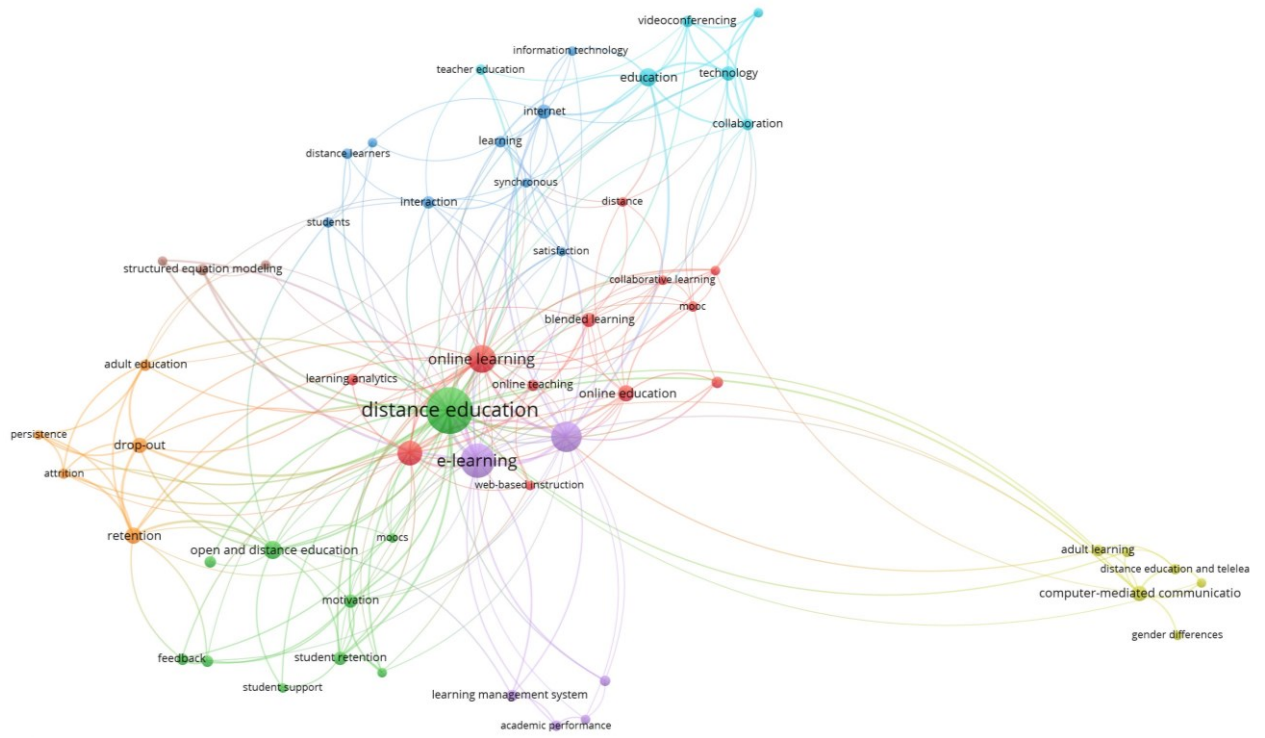 videoconferencing
information technology
teacher education
education
technology
internet
collaboration
learning
distance learners
synchronous
interaction
distance
students
satisfaction
structured equation modeling
collaborative learning
mooc
blended learning
online learning
adult education
learning analytics
online teaching
online education
distance education
persistence
drop-out
e-learning
attrition
web-based instruction
retention
moocs
open and distance education
adult learning
distance education and telelea
computer-mediated communicatio
motivation
gender differences
feedback
student retention
student support
learning management system
academic performance